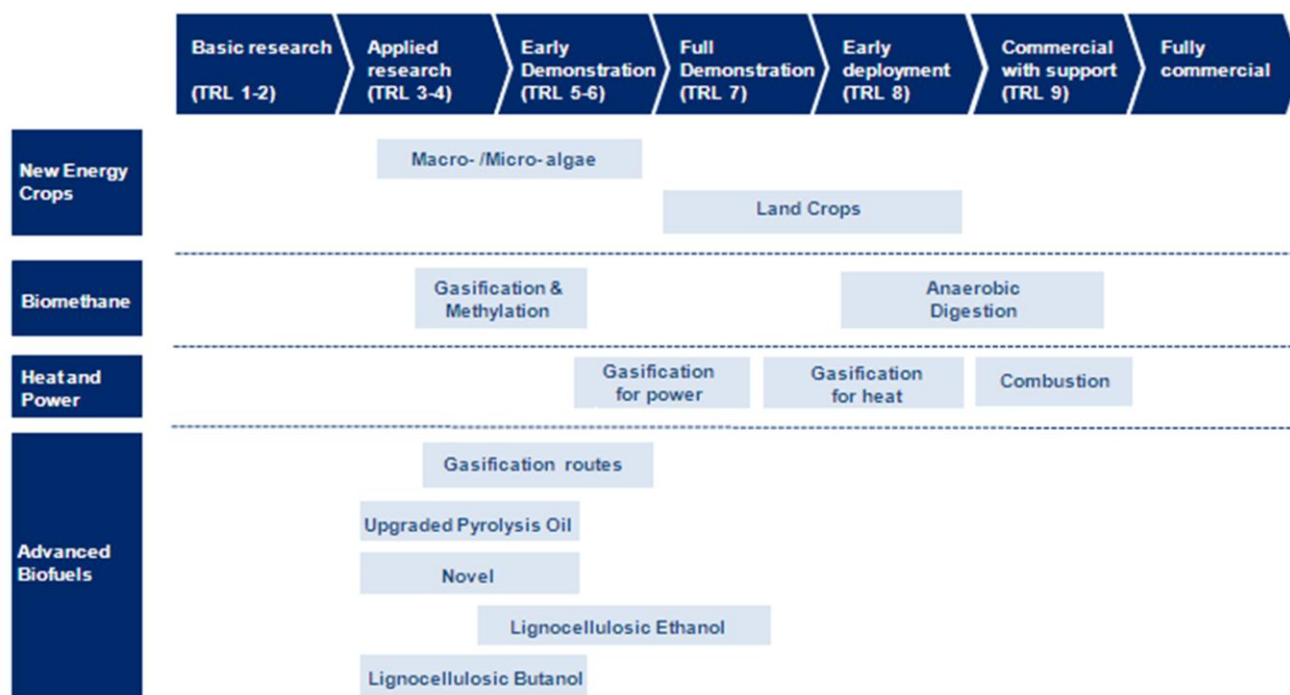 Basic research
(TRL 1-2)
Applied
research
(TRL 3-4)
Early
Demonstration
(TRL 5-6)
Full
Demonstration
(TRL 7)
Early
deployment
(TRL 8)
Commercial
with support
(TRL 9)
Fully
commercial
New Energy
Crops
Macro- /Micro- algae
Land Crops
Biomethane
Gasification &
Methylation
Anaerobic
Digestion
Heat and
Power
Gasification
for power
Gasification
for heat
Combustion
Advanced
Biofuels
Gasification routes
Upgraded Pyrolysis Oil
Novel
Lignocellulosic Ethanol
Lignocellulosic Butanol